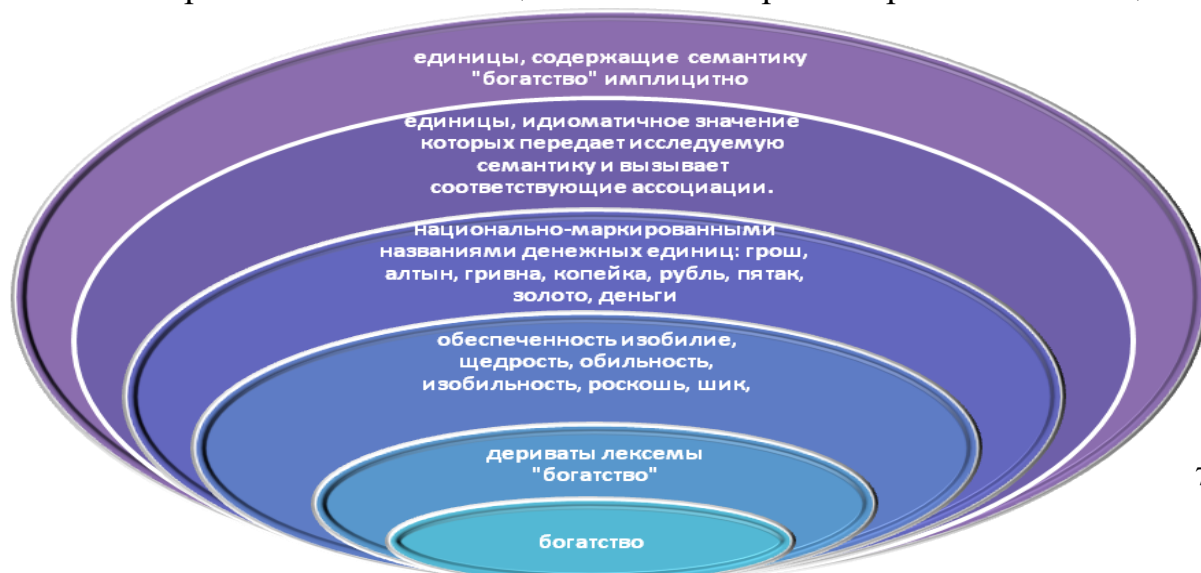 единицы, содержащие семантику
"богатство" имплицитно
единицы, идиоматичное значение
которых передает исследуемую
семантику и вызывает
соответствующие ассоциации.
национально-маркированными
названиями денежных единиц: грош,
алтын, гривна, копейка, рубль, пятак,
золото, деньги
обеспеченность изобилие,
щедрость, обильность,
изобильность, роскошь, шик,
дериваты лексемы
"богатство"
богатство